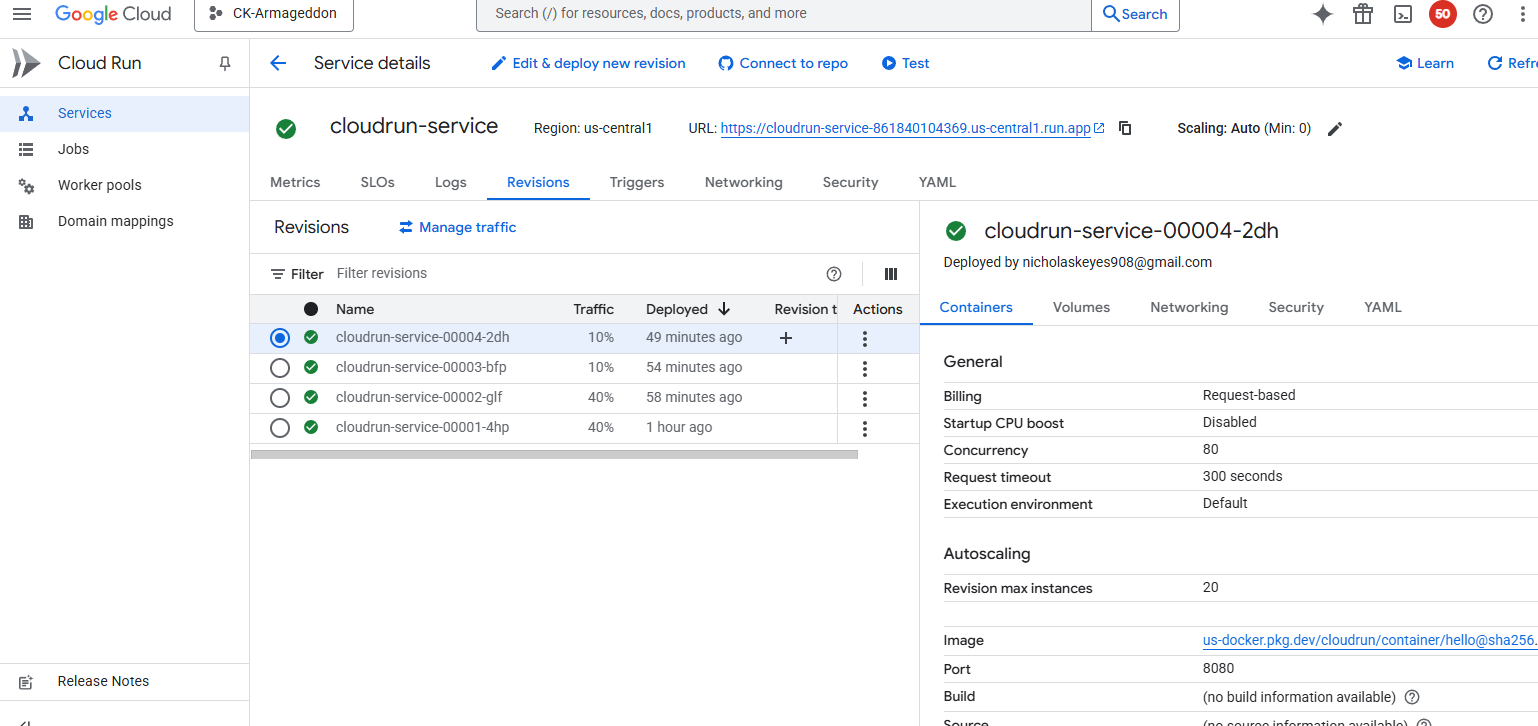 Google Cloud
CK-Armageddon
Search (/) for resources, docs, products, and more
Search
50
Cloud Run
Service details
Edit & deploy new revision
Connect to repo
Test
Learn
Refr
Services
Jobs
Worker pools
Domain mappings
cloudrun-service
Region: us-central1
URL: https://cloudrun-service-861840104369.us-central1.run.app
Scaling: Auto (Min: 0)
Metrics
SLOs
Logs
Revisions
Triggers
Networking
Security
YAML
Revisions
Manage traffic
Filter Filter revisions
Name Traffic Deployed Revision t Actions
cloudrun-service-00004-2dh 10% 49 minutes ago
cloudrun-service-00003-bfp 10% 54 minutes ago
cloudrun-service-00002-glf 40% 58 minutes ago
cloudrun-service-00001-4hp 40% 1 hour ago
cloudrun-service-00004-2dh
Deployed by nicholaskeyes908@gmail.com
Containers
Volumes
Networking
Security
YAML
General
Billing Request-based
Startup CPU boost Disabled
Concurrency 80
Request timeout 300 seconds
Execution environment Default
Autoscaling
Revision max instances 20
Image us-docker.pkg.dev/cloudrun/container/hello@sha256.
Port 8080
Build (no build information available)
Source (no source information available)
Release Notes